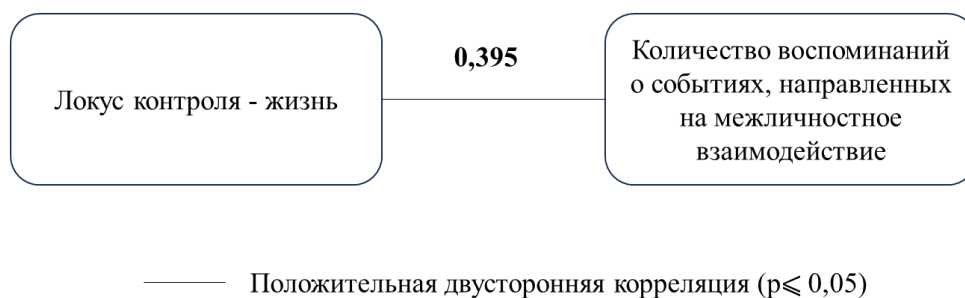 Локус контроля - жизнь
0,395
Количество воспоминаний
о событиях, направленных
на межличностное
взаимодействие
Положительная двусторонняя корреляция (p⩽ 0,05)